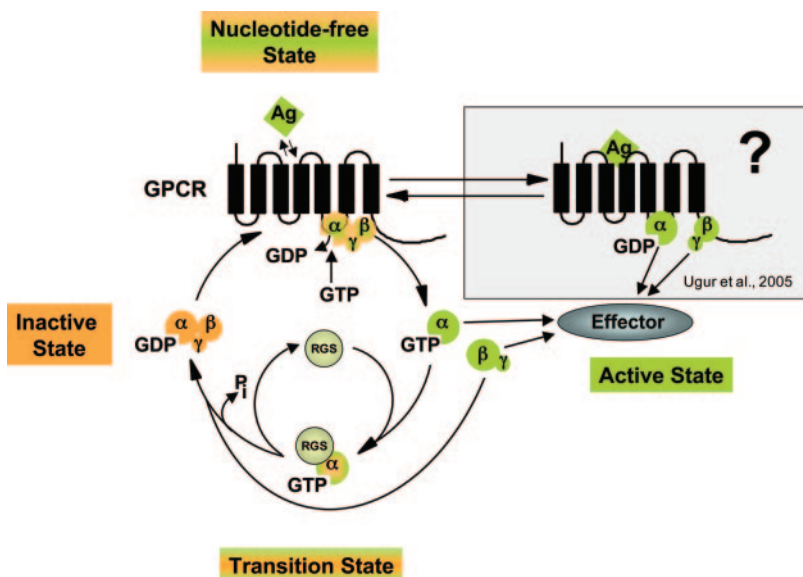 Nucleotide-free
State
Ag
Ag
?
GPCR
α
β
γ
GDP
GTP
α
β
γ
GDP
Ugur et al., 2005
Inactive
State
α
β
γ
GDP
Pi
RGS
α
GTP
β
γ
Effector
Active State
RGS
α
GTP
Transition State